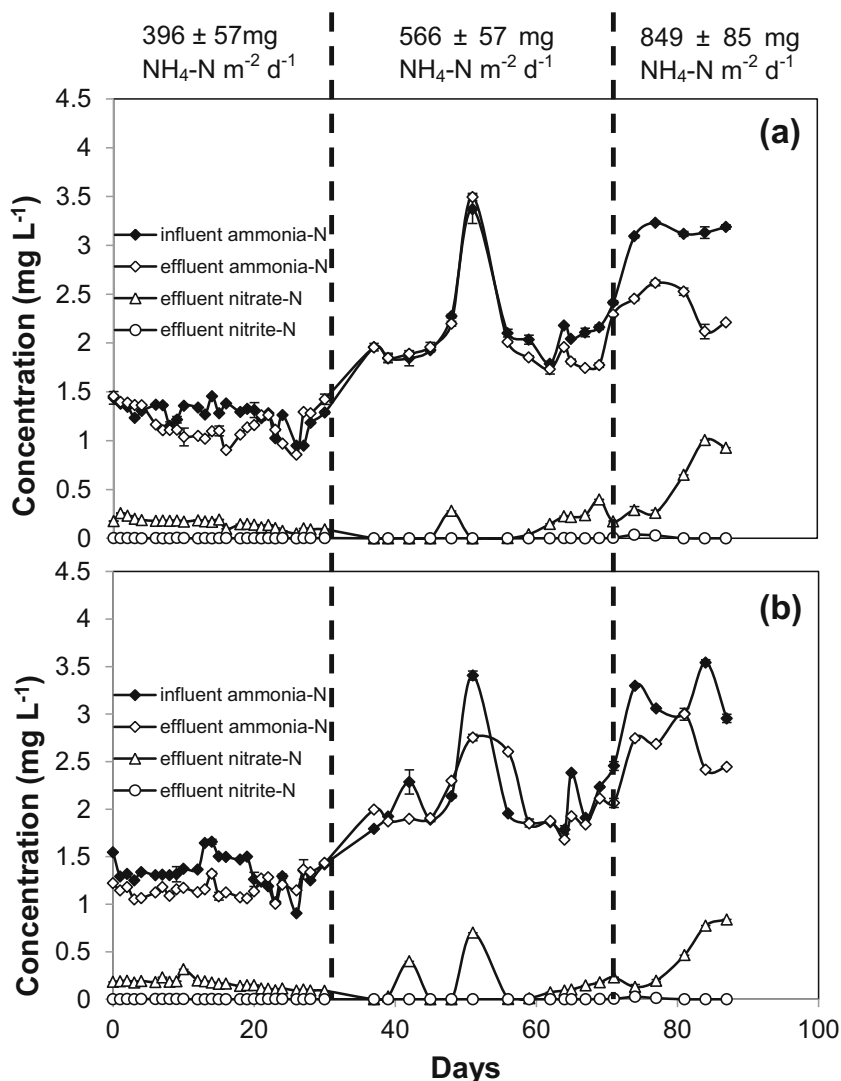 396 ± 57mg
NH₄-N m⁻² d⁻¹
566 ± 57 mg
NH₄-N m⁻² d⁻¹
849 ± 85 mg
NH₄-N m⁻² d⁻¹
(a)
Concentration (mg L⁻¹)
4.5
4
3.5
3
2.5
2
1.5
1
0.5
0
influent ammonia-N
effluent ammonia-N
effluent nitrate-N
effluent nitrite-N
(b)
Concentration (mg L⁻¹)
4.5
4
3.5
3
2.5
2
1.5
1
0.5
0
influent ammonia-N
effluent ammonia-N
effluent nitrate-N
effluent nitrite-N
0 20 40 60 80 100
Days